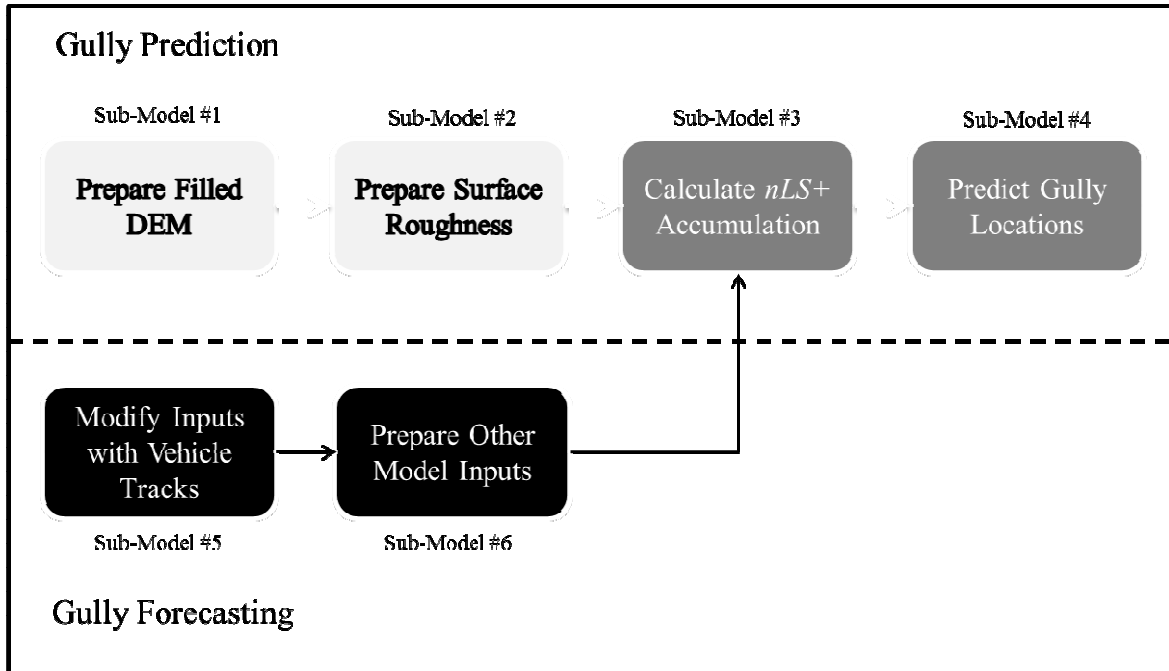 Gully Prediction
Sub-Model #1
Sub-Model #2
Sub-Model #3
Sub-Model #4
Prepare Filled
DEM
Prepare Surface
Roughness
Calculate nLS+
Accumulation
Predict Gully
Locations
Modify Inputs
with Vehicle
Tracks
Prepare Other
Model Inputs
Sub-Model #5
Sub-Model #6
Gully Forecasting